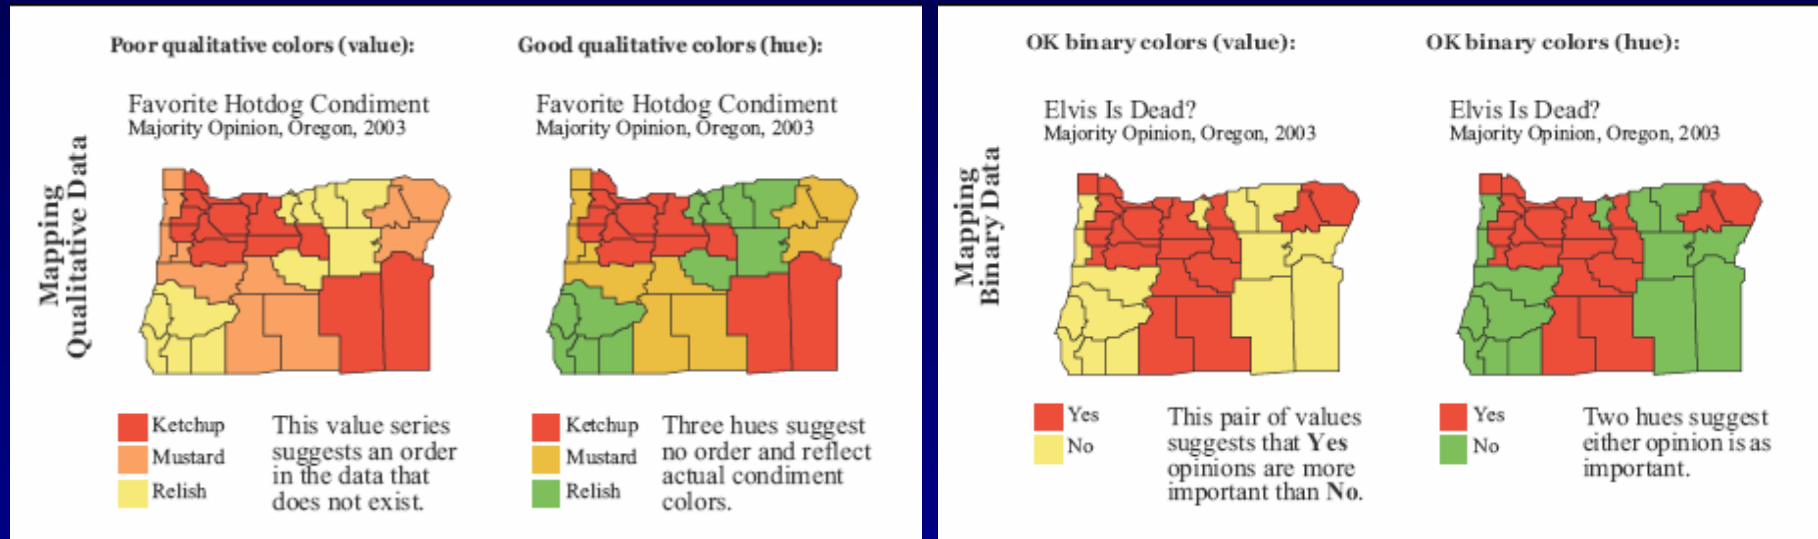 Mapping
Qualitative Data
Poor qualitative colors (value):
Favorite Hotdog Condiment
Majority Opinion, Oregon, 2003
Ketchup
Mustard
Relish
This value series
suggests an order
in the data that
does not exist.
Good qualitative colors (hue):
Favorite Hotdog Condiment
Majority Opinion, Oregon, 2003
Ketchup
Mustard
Relish
Three hues suggest
no order and reflect
actual condiment
colors.
Mapping
Binary Data
OK binary colors (value):
Elvis Is Dead?
Majority Opinion, Oregon, 2003
Yes
No
This pair of values
suggests that Yes
opinions are more
important than No.
OK binary colors (hue):
Elvis Is Dead?
Majority Opinion, Oregon, 2003
Yes
No
Two hues suggest
either opinion is as
important.